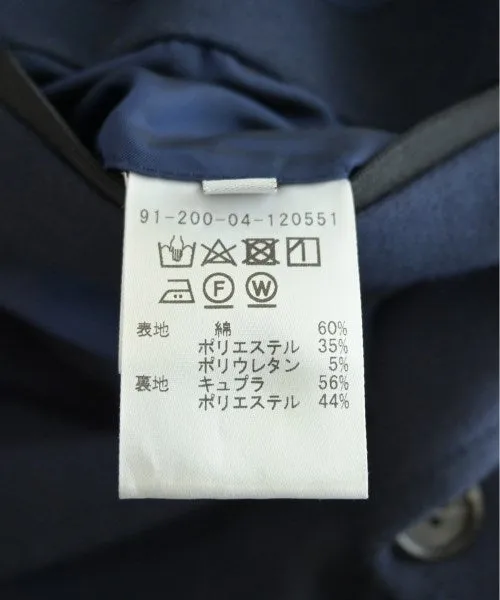 91-200-04-120551
F W
表地 綿 60%
ポリエステル 35%
ポリウレタン 5%
裏地 キュプラ 56%
ポリエステル 44%